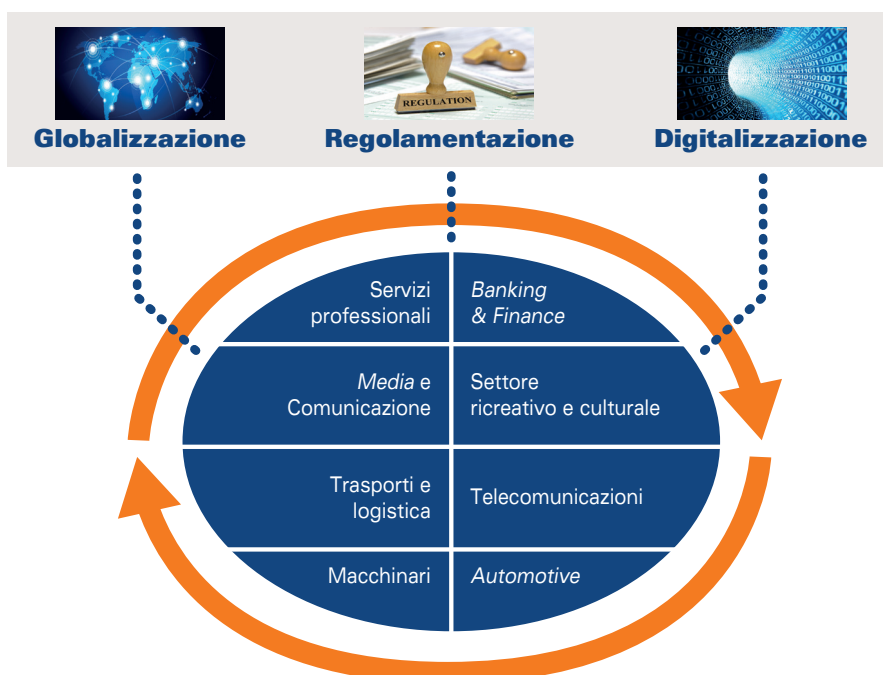 REGULATION
Globalizzazione
Regolamentazione
Digitalizzazione
Servizi
professionali
Banking
& Finance
Media e
Comunicazione
Settore
ricreativo e culturale
Trasporti e
logistica
Telecomunicazioni
Macchinari
Automotive